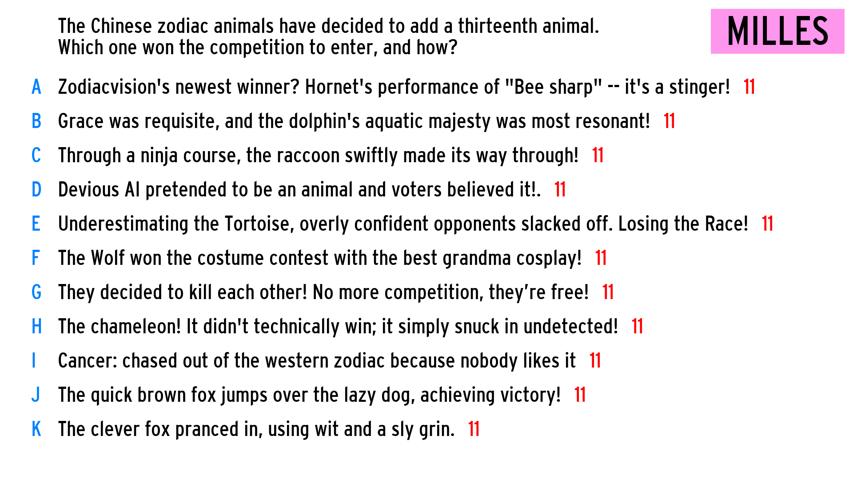 The Chinese zodiac animals have decided to add a thirteenth animal.
Which one won the competition to enter, and how?
MILLES
A Zodiacvision's newest winner? Hornet's performance of "Bee sharp" -- it's a stinger! 11
B Grace was requisite, and the dolphin's aquatic majesty was most resonant! 11
C Through a ninja course, the raccoon swiftly made its way through! 11
D Devious AI pretended to be an animal and voters believed it!. 11
E Underestimating the Tortoise, overly confident opponents slacked off. Losing the Race! 11
F The Wolf won the costume contest with the best grandma cosplay! 11
G They decided to kill each other! No more competition, they’re free! 11
H The chameleon! It didn't technically win; it simply snuck in undetected! 11
I Cancer: chased out of the western zodiac because nobody likes it 11
J The quick brown fox jumps over the lazy dog, achieving victory! 11
K The clever fox pranced in, using wit and a sly grin. 11